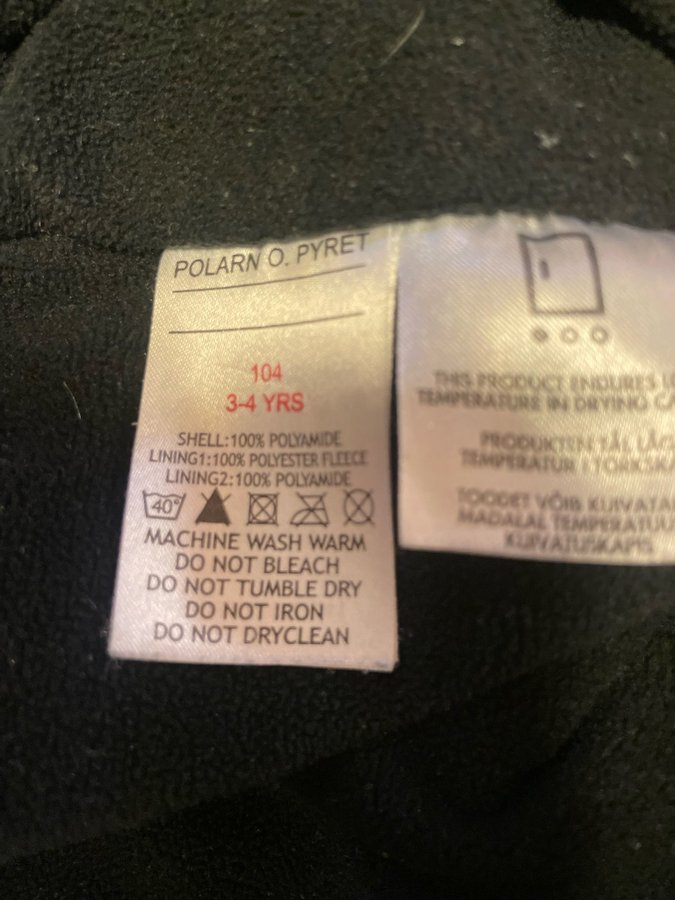 POLARN O. PYRET
104
3-4 YRS
SHELL:100% POLYAMIDE
LINING1:100% POLYESTER FLEECE
LINING2:100% POLYAMIDE
40°
MACHINE WASH WARM
DO NOT BLEACH
DO NOT TUMBLE DRY
DO NOT IRON
DO NOT DRYCLEAN
THIS PRODUCT ENDURES
TEMPERATURE IN DRYING
PRODUKTEN TÅL
TEMPERATUR I
TOODET VÕIB
MADALAL